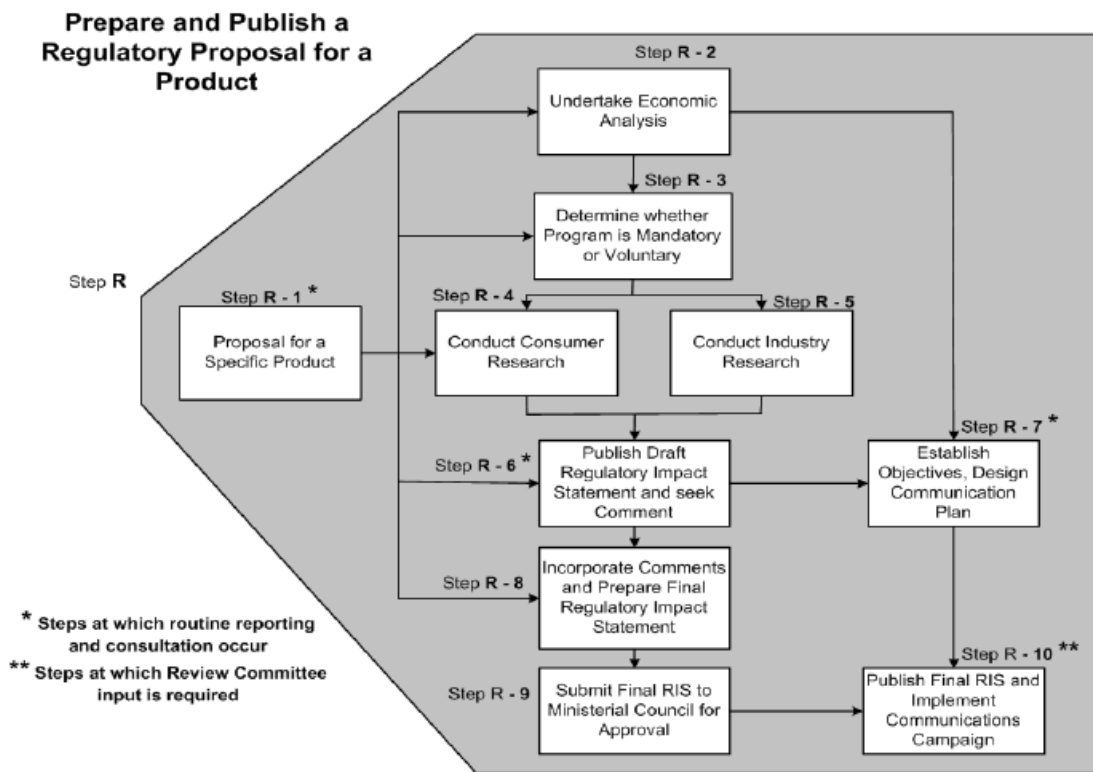 Prepare and Publish a
Regulatory Proposal for a
Product
Step R - 2
Undertake Economic
Analysis
Step R - 3
Determine whether
Program is Mandatory
or Voluntary
Step R
Step R - 1 *
Proposal for a
Specific Product
Step R - 4
Conduct Consumer
Research
Step R - 5
Conduct Industry
Research
Step R - 6 *
Publish Draft
Regulatory Impact
Statement and seek
Comment
Step R - 7 *
Establish
Objectives, Design
Communication
Plan
Step R - 8
Incorporate Comments
and Prepare Final
Regulatory Impact
Statement
* Steps at which routine reporting
and consultation occur
** Steps at which Review Committee
input is required
Step R - 9
Submit Final RIS to
Ministerial Council for
Approval
Step R - 10 **
Publish Final RIS and
Implement
Communications
Campaign